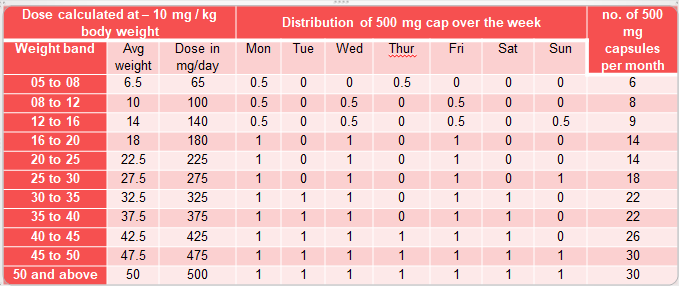 Dose calculated at – 10 mg / kg body weight Distribution of 500 mg cap over the week no. of 500 mg capsules per month
Weight band Avg weight Dose in mg/day Mon Tue Wed Thur Fri Sat Sun
05 to 08 6.5 65 0.5 0 0 0.5 0 0 0 6
08 to 12 10 100 0.5 0 0.5 0 0.5 0 0 8
12 to 16 14 140 0.5 0 0.5 0 0.5 0 0.5 9
16 to 20 18 180 1 0 1 0 1 0 0 14
20 to 25 22.5 225 1 0 1 0 1 0 0 14
25 to 30 27.5 275 1 0 1 0 1 0 1 18
30 to 35 32.5 325 1 1 1 0 1 1 0 22
35 to 40 37.5 375 1 1 1 0 1 1 0 22
40 to 45 42.5 425 1 1 1 1 1 1 0 26
45 to 50 47.5 475 1 1 1 1 1 1 1 30
50 and above 50 500 1 1 1 1 1 1 1 30